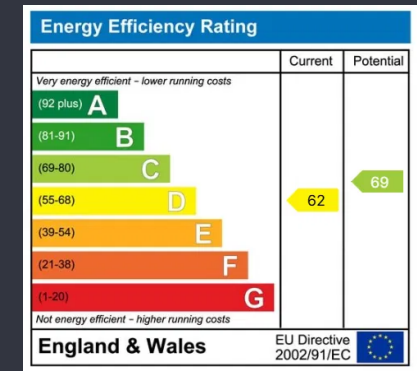 Energy Efficiency Rating
Current Potential
Very energy efficient – lower running costs
(92 plus) A
(81-91) B
(69-80) C
(55-68) D
(39-54) E
(21-38) F
(1-20) G
62
69
Not energy efficient – higher running costs
England & Wales
EU Directive
2002/91/EC